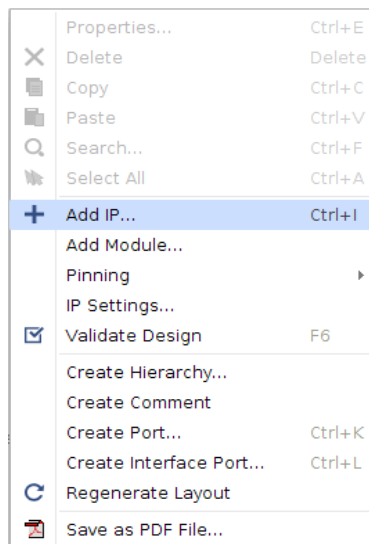 Properties... Ctrl+E
Delete Delete
Copy Ctrl+C
Paste Ctrl+V
Search... Ctrl+F
Select All Ctrl+A
Add IP... Ctrl+I
Add Module...
Pinning
IP Settings...
Validate Design F6
Create Hierarchy...
Create Comment
Create Port... Ctrl+K
Create Interface Port... Ctrl+L
Regenerate Layout
Save as PDF File...